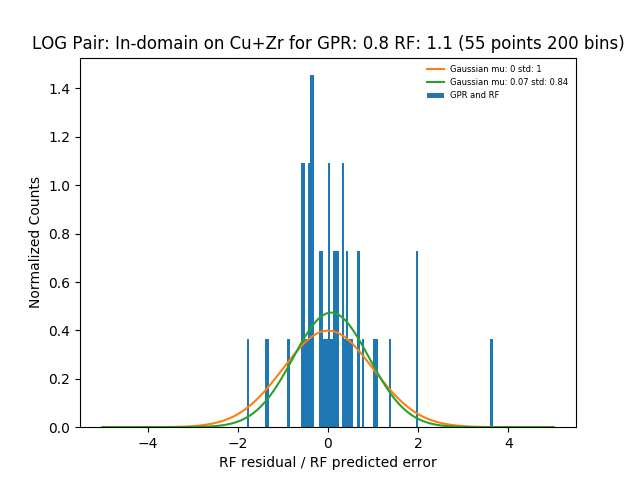 LOG Pair: In-domain on Cu+Zr for GPR: 0.8 RF: 1.1 (55 points 200 bins)
Gaussian mu: 0 std: 1
Gaussian mu: 0.07 std: 0.84
GPR and RF
Normalized Counts
1.4
1.2
1.0
0.8
0.6
0.4
0.2
0.0
−4 −2 0 2 4
RF residual / RF predicted error